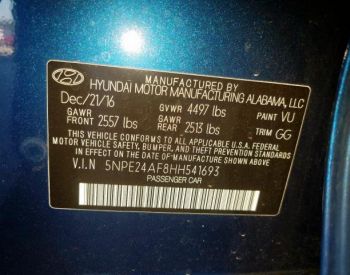 MANUFACTURED BY
HYUNDAI MOTOR MANUFACTURING ALABAMA, LLC
Dec/21/16 GVWR 4497 lbs PAINT VU
GAWR FRONT 2557 lbs GAWR REAR 2513 lbs TRIM GG
THIS VEHICLE CONFORMS TO ALL APPLICABLE FEDERAL
MOTOR VEHICLE SAFETY, BUMPER, AND THEFT PREVENTION
STANDARDS IN EFFECT ON THE DATE OF MANUFACTURE SHOWN ABOVE.
V.I.N 5NPE24AF8HH541693
PASSENGER CAR